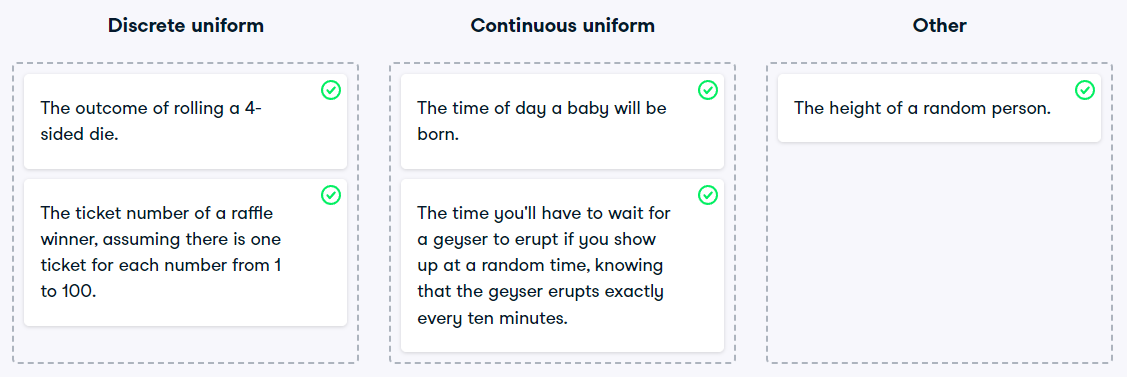 Discrete uniform
Continuous uniform
Other
The outcome of rolling a 4-
sided die.
The ticket number of a raffle
winner, assuming there is one
ticket for each number from 1
to 100.
The time of day a baby will be
born.
The time you'll have to wait for
a geyser to erupt if you show
up at a random time, knowing
that the geyser erupts exactly
every ten minutes.
The height of a random person.